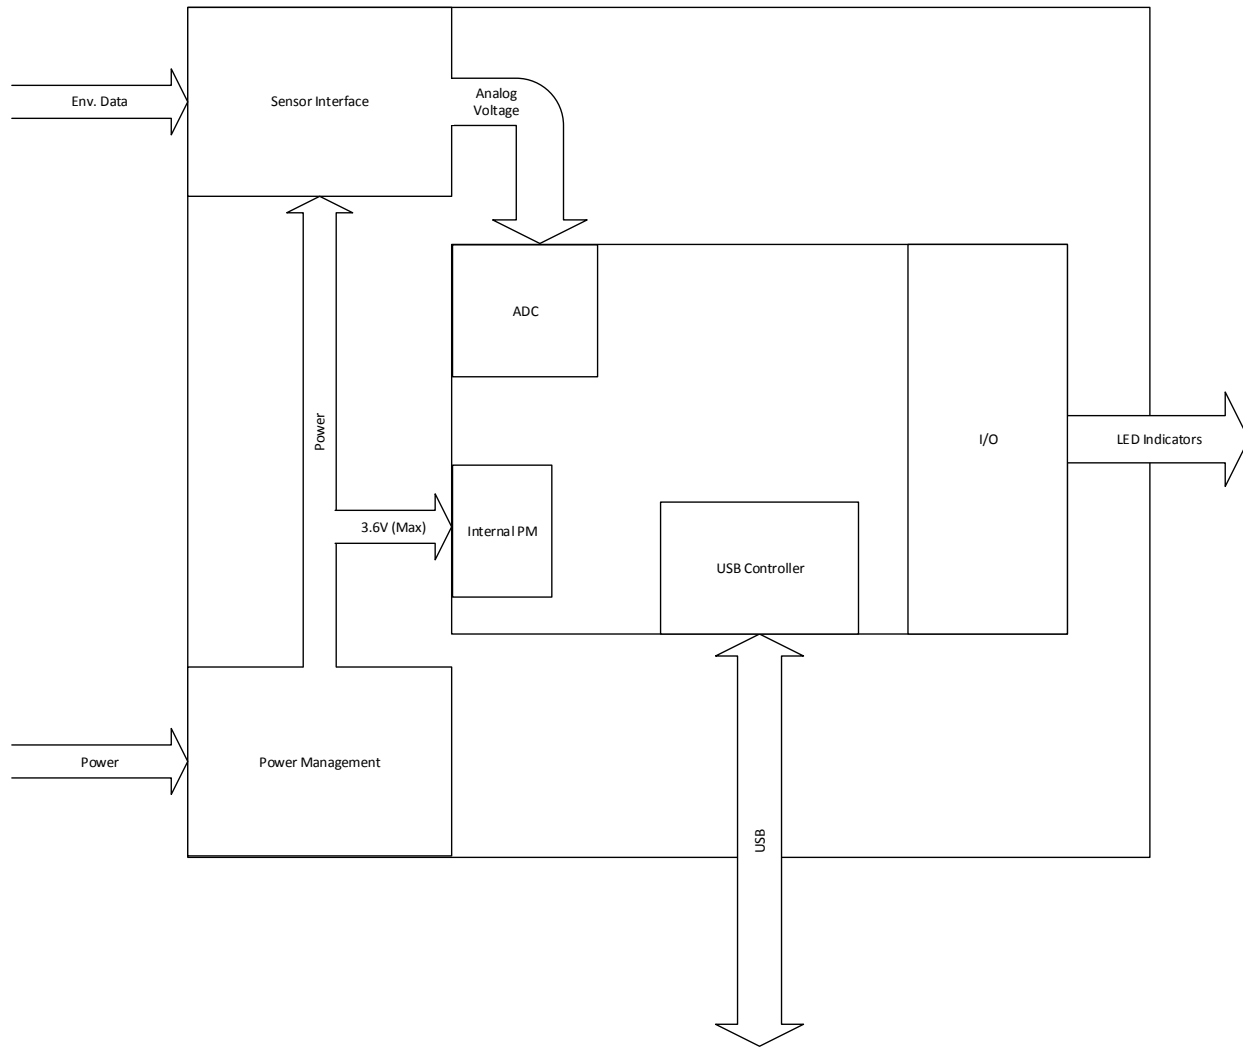 Env. Data
Sensor Interface
Analog
Voltage
ADC
Power
I/O
LED Indicators
3.6V (Max)
Internal PM
USB Controller
Power
Power Management
USB